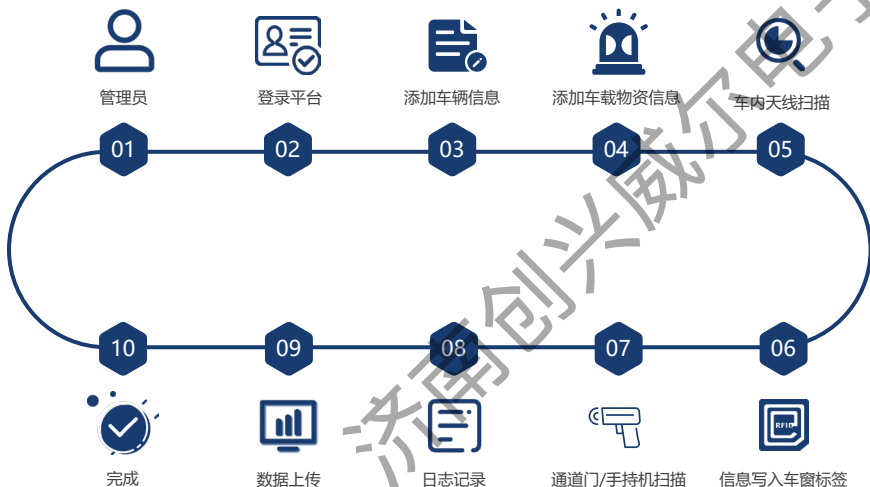 管理员 登录平台 添加车辆信息 添加车载物资信息 车内天线扫描
01 02 03 04 05
10 09 08 07 06
RFID
完成 数据上传 日志记录 通道门/手持机扫描 信息写入车窗标签
济南创兴威尔电子